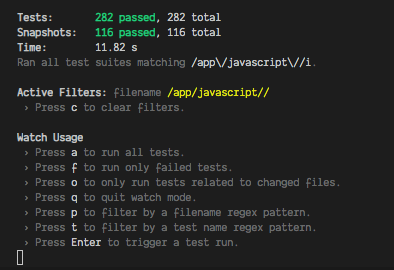 Tests: 282 passed, 282 total
Snapshots: 116 passed, 116 total
Time: 11.82 s
Ran all test suites matching /app\/javascript\//i.
Active Filters: filename /app/javascript//
› Press c to clear filters.
Watch Usage
› Press a to run all tests.
› Press f to run only failed tests.
› Press o to only run tests related to changed files.
› Press q to quit watch mode.
› Press p to filter by a filename regex pattern.
› Press t to filter by a test name regex pattern.
› Press Enter to trigger a test run.